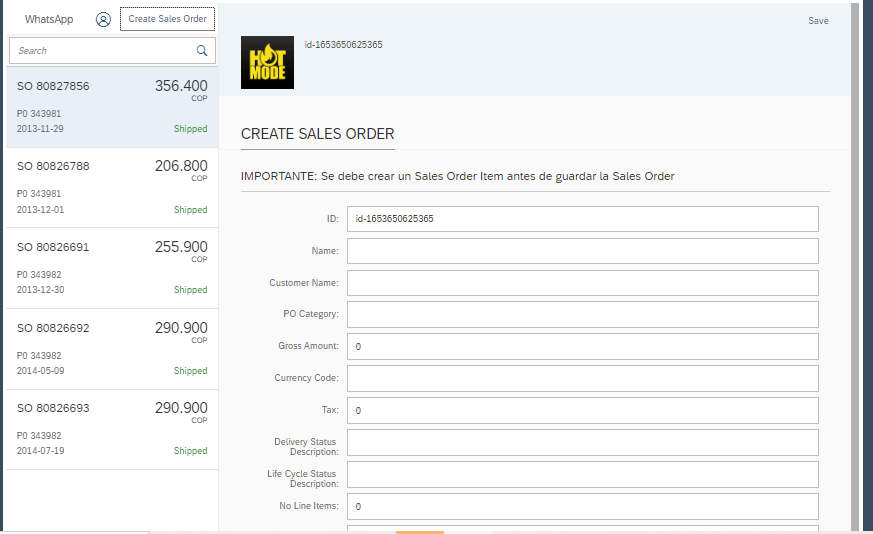 WhatsApp
Create Sales Order
Search
SO 80827856
356.400
COP
PO 343981
2013-11-29
Shipped
SO 80826788
206.800
COP
PO 343981
2013-12-01
Shipped
SO 80826691
255.900
COP
PO 343982
2013-12-30
Shipped
SO 80826692
290.900
COP
PO 343982
2014-05-09
Shipped
SO 80826693
290.900
COP
PO 343982
2014-07-19
Shipped
Save
HOT
MODE
id-1653650625365
CREATE SALES ORDER
IMPORTANTE: Se debe crear un Sales Order Item antes de guardar la Sales Order
ID: id-1653650625365
Name:
Customer Name:
PO Category:
Gross Amount: 0
Currency Code:
Tax: 0
Delivery Status
Description:
Life Cycle Status
Description:
No Line Items: 0